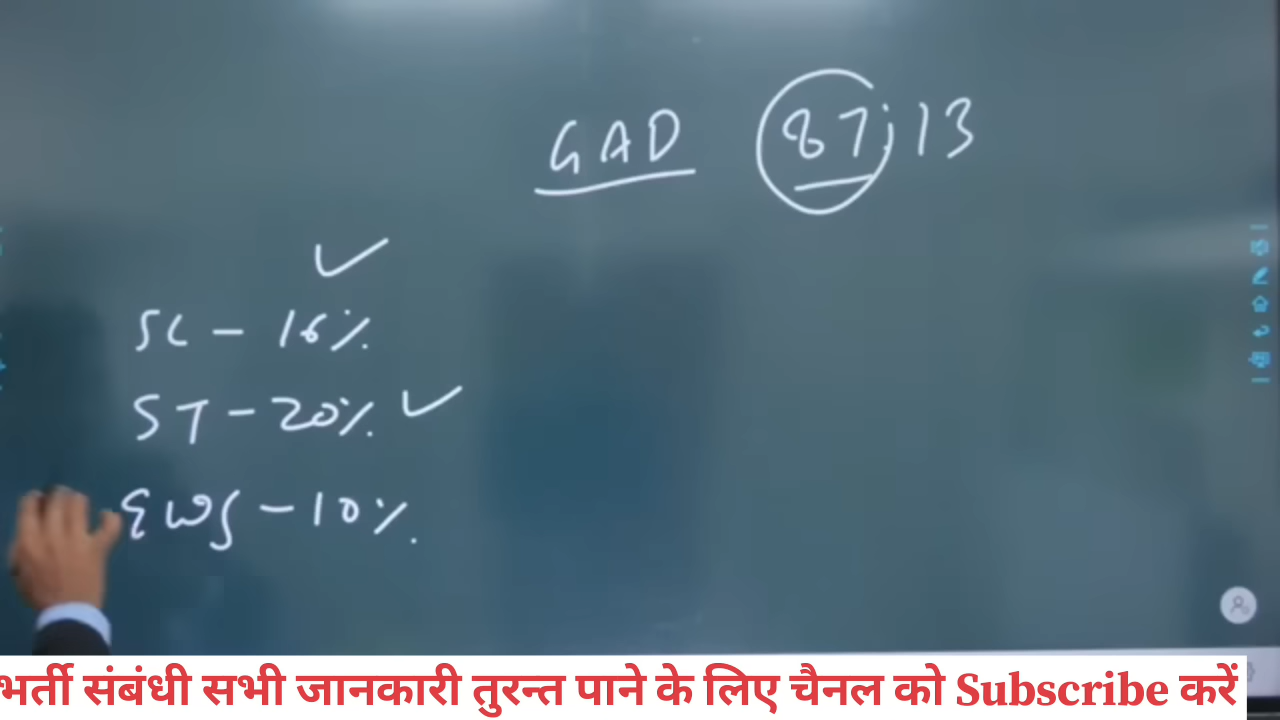 GAD 87; 13
SC - 16%.
ST - 20%.
EWS - 10%.
भर्ती संबंधी सभी जानकारी तुरन्त पाने के लिए चैनल को Subscribe करें